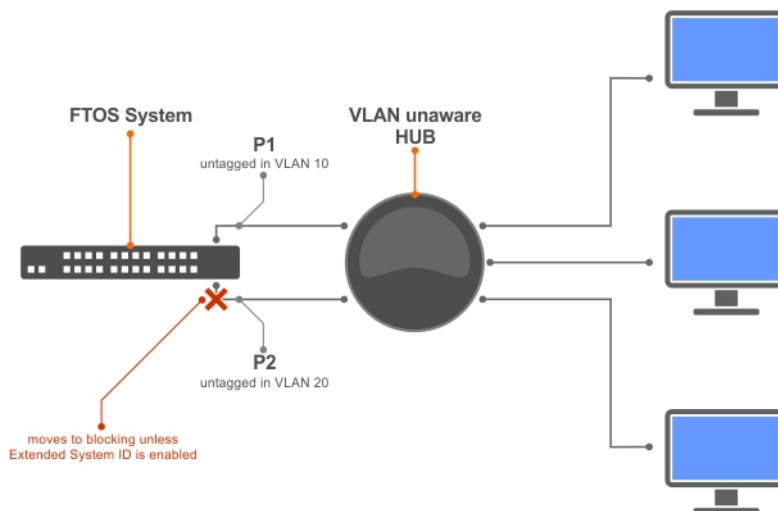 FTOS System
P1
untagged in VLAN 10
VLAN unaware
HUB
P2
untagged in VLAN 20
moves to blocking unless
Extended System ID is enabled